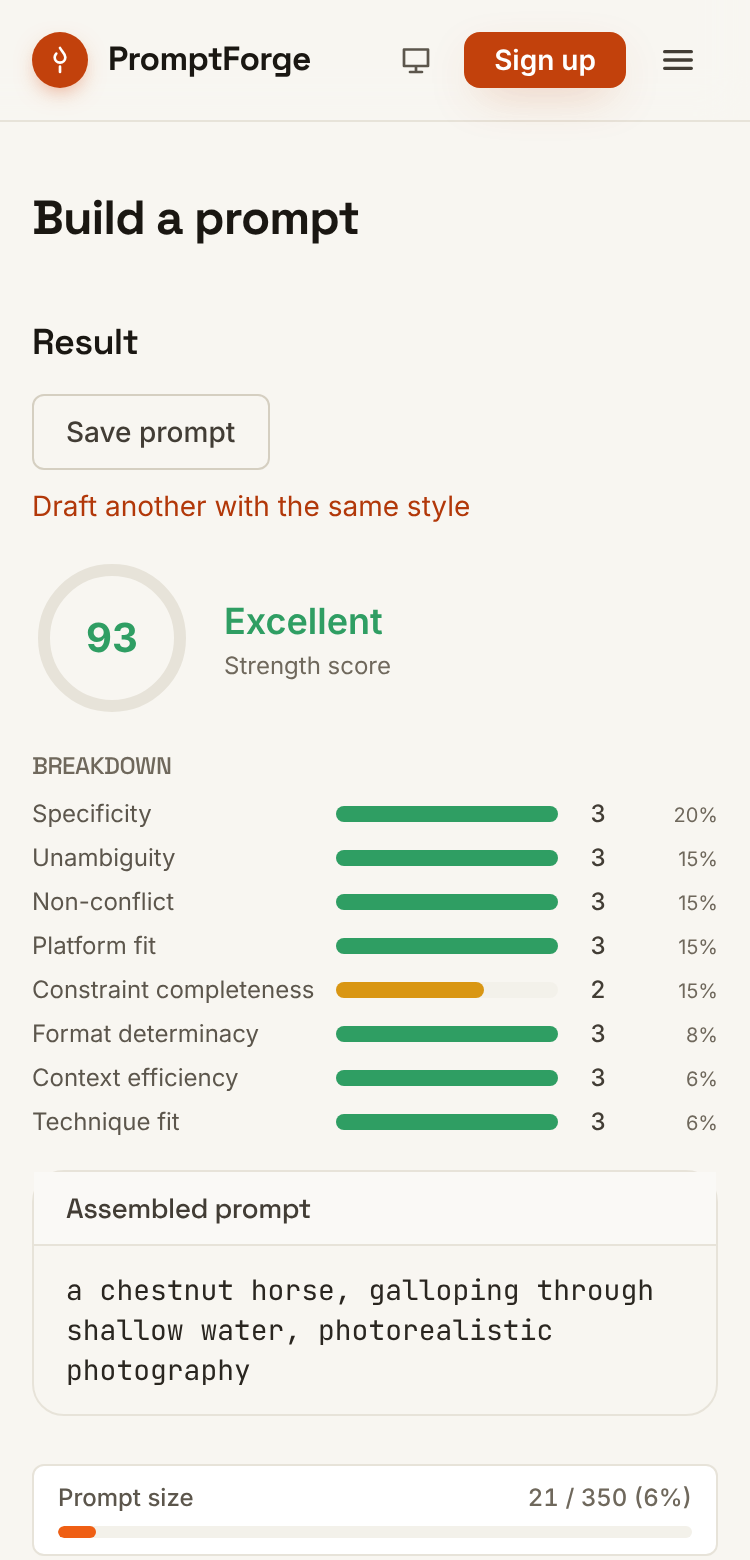 PromptForge
Sign up
Build a prompt
Result
Save prompt
Draft another with the same style
93
Excellent
Strength score
BREAKDOWN
Specificity 3 20%
Unambiguity 3 15%
Non-conflict 3 15%
Platform fit 3 15%
Constraint completeness 2 15%
Format determinacy 3 8%
Context efficiency 3 6%
Technique fit 3 6%
Assembled prompt
a chestnut horse, galloping through
shallow water, photorealistic
photography
Prompt size 21 / 350 (6%)